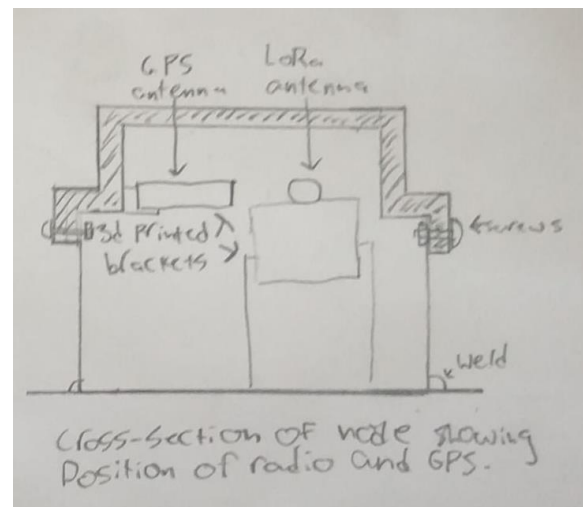 GPS
antenna
LoRa
antenna
3d printed
brackets
screws
weld
Cross-section of node showing
Position of radio and GPS.